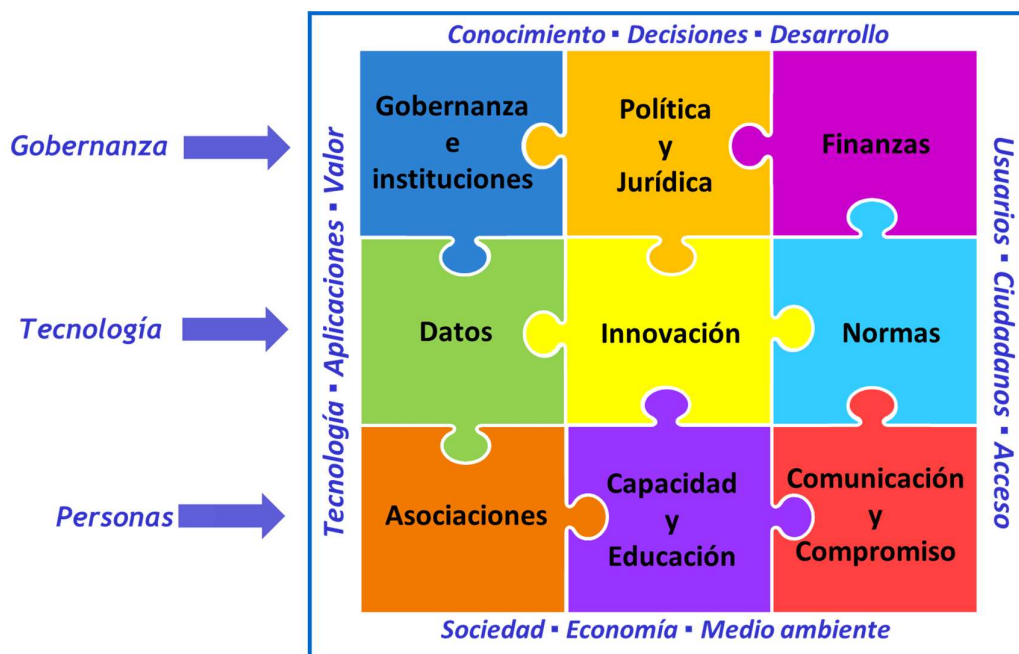 Conocimiento ▪ Decisiones ▪ Desarrollo
Gobernanza
Tecnología
Personas
Tecnología ▪ Aplicaciones ▪ Valor
Gobernanza
e
instituciones
Política
y
Jurídica
Finanzas
Datos
Innovación
Normas
Asociaciones
Capacidad
y
Educación
Comunicación
y
Compromiso
Usuarios ▪ Ciudadanos ▪ Acceso
Sociedad ▪ Economía ▪ Medio ambiente